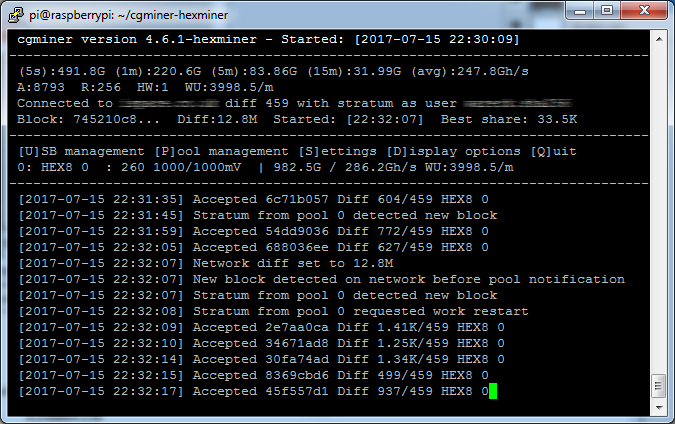 pi@raspberrypi: ~/cgminer-hexminer
cgminer version 4.6.1-hexminer - Started: [2017-07-15 22:30:09]
(5s):491.8G (1m):220.6G (5m):83.86G (15m):31.99G (avg):247.8Gh/s
A:8793 R:256 HW:1 WU:3998.5/m
Connected to diff 459 with stratum as user
Block: 745210c8... Diff:12.8M Started: [22:32:07] Best share: 33.5K
[U]SB management [P]ool management [S]ettings [D]isplay options [Q]uit
0: HEX8 0 : 260 1000/1000mV | 982.5G / 286.2Gh/s WU:3998.5/m
[2017-07-15 22:31:35] Accepted 6c71b057 Diff 604/459 HEX8 0
[2017-07-15 22:31:45] Stratum from pool 0 detected new block
[2017-07-15 22:31:59] Accepted 54dd9036 Diff 772/459 HEX8 0
[2017-07-15 22:32:05] Accepted 688036ee Diff 627/459 HEX8 0
[2017-07-15 22:32:07] Network diff set to 12.8M
[2017-07-15 22:32:07] New block detected on network before pool notification
[2017-07-15 22:32:07] Stratum from pool 0 detected new block
[2017-07-15 22:32:08] Stratum from pool 0 requested work restart
[2017-07-15 22:32:09] Accepted 2e7aa0ca Diff 1.41K/459 HEX8 0
[2017-07-15 22:32:10] Accepted 34671ad8 Diff 1.25K/459 HEX8 0
[2017-07-15 22:32:14] Accepted 30fa74ad Diff 1.34K/459 HEX8 0
[2017-07-15 22:32:15] Accepted 8369cbd6 Diff 499/459 HEX8 0
[2017-07-15 22:32:17] Accepted 45f557d1 Diff 937/459 HEX8 0